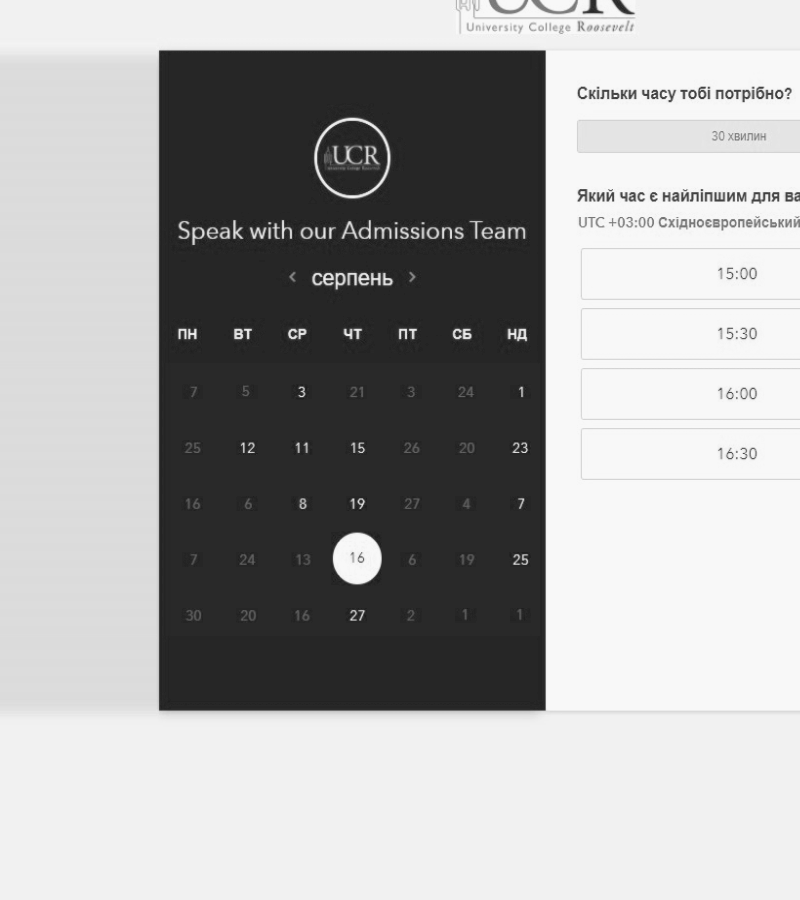 UCR
University College Roosevelt
UCR
Speak with our Admissions Team
серпень
ПН ВТ СР ЧТ ПТ СБ НД
7 5 3 21 3 24 1
25 12 11 15 26 20 23
16 6 8 19 27 4 7
7 24 13 16 6 19 25
30 20 16 27 2 1 1
Скільки часу тобі потрібно?
30 хвилин
Який час є найліпшим для
UTC +03:00 Східноєвропейський
15:00
15:30
16:00
16:30